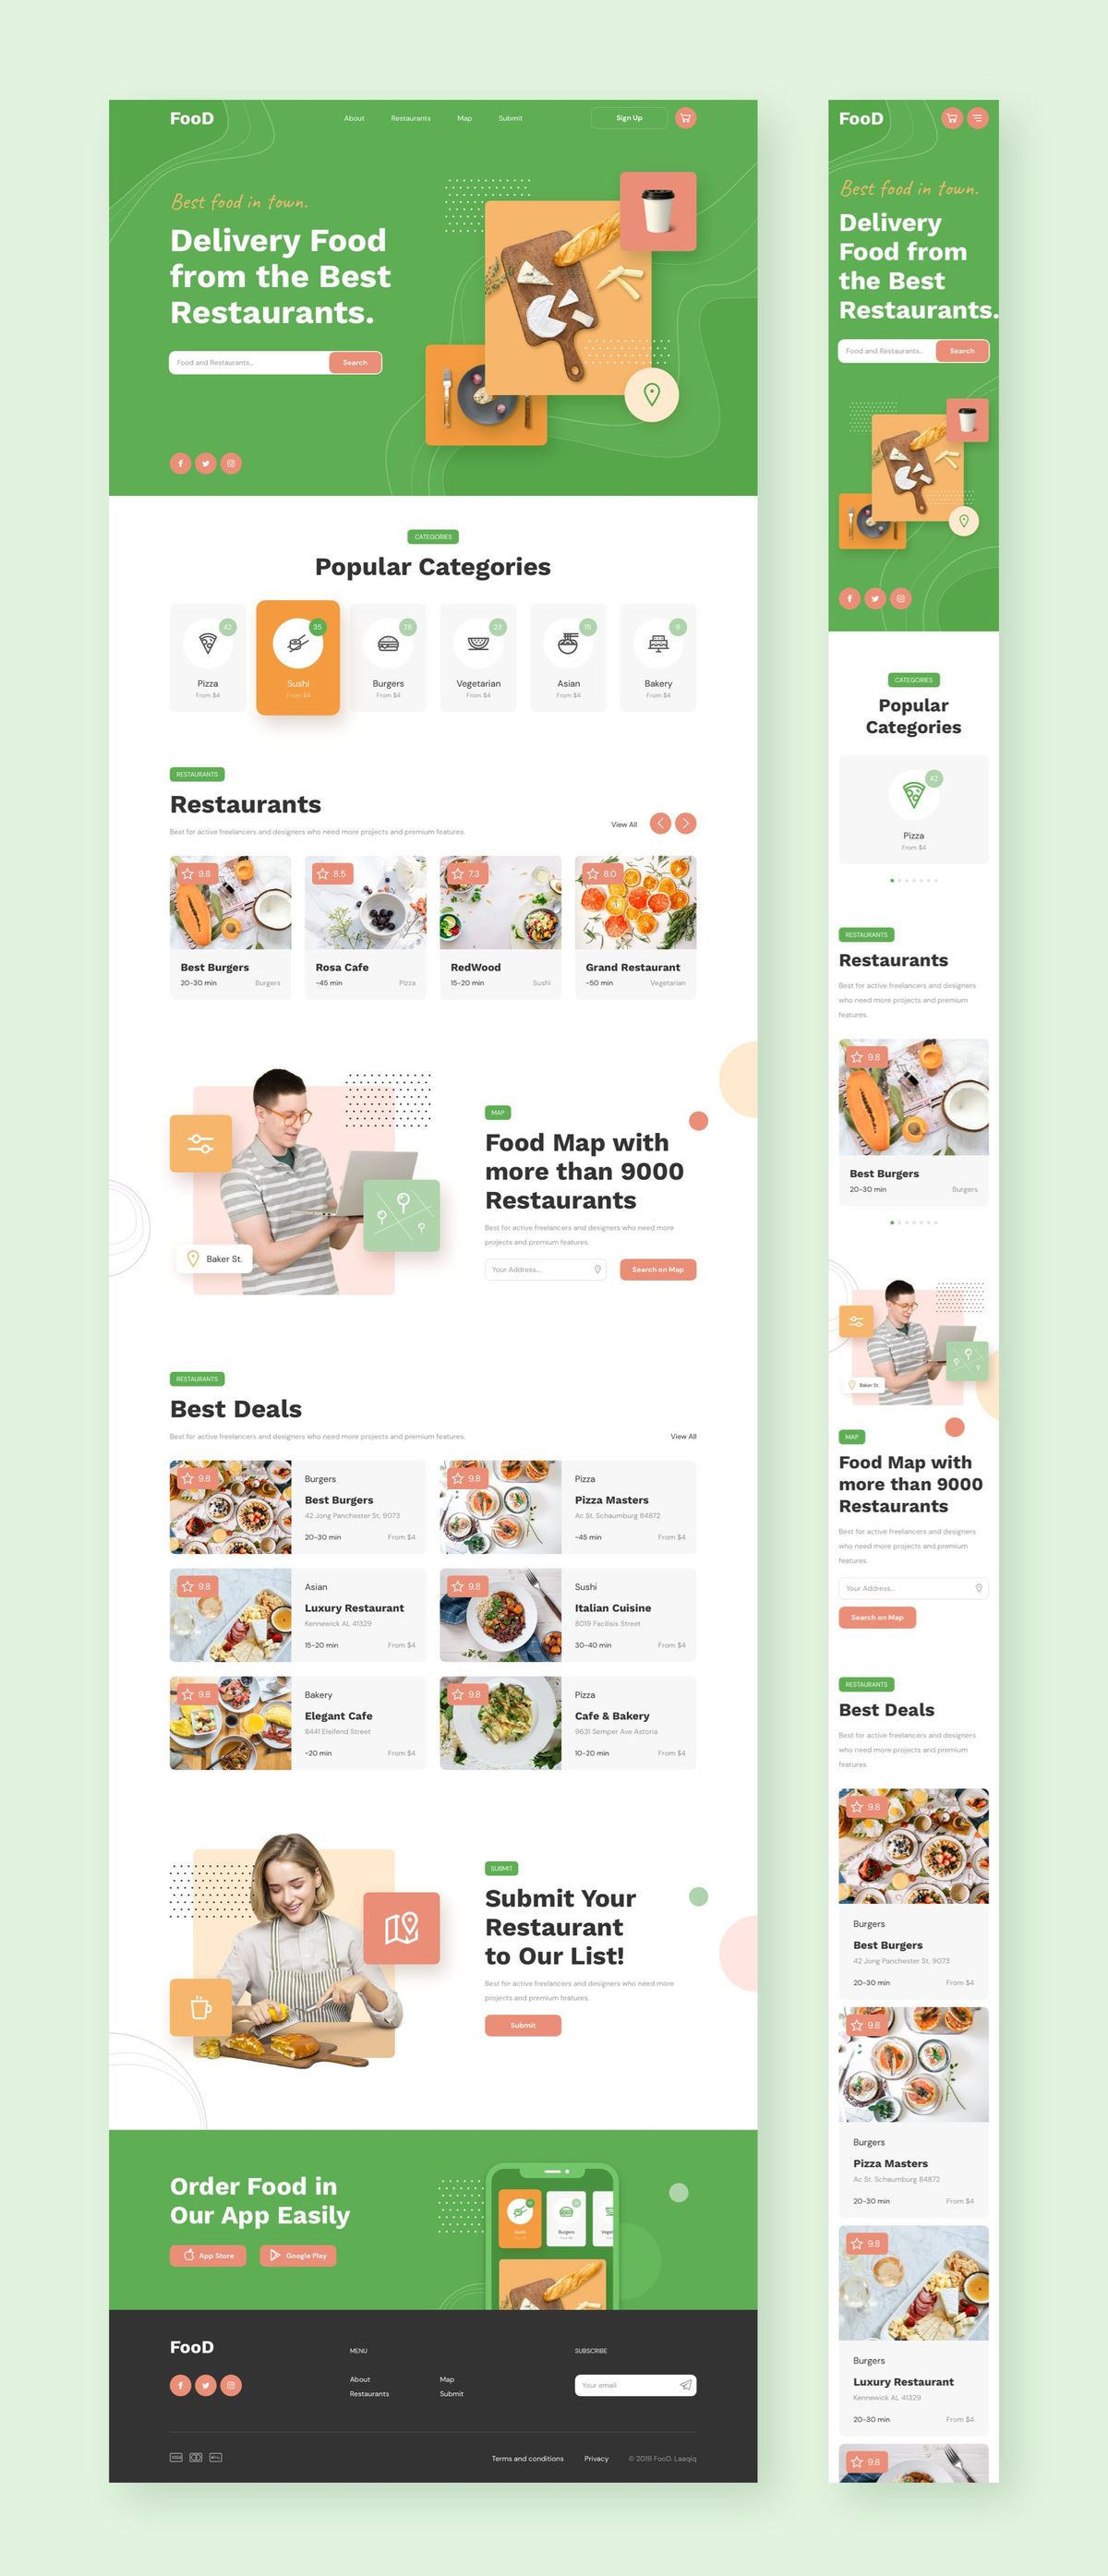 FooD
About Restaurants Map Submit Sign Up
Best food in town.
Delivery Food
from the Best
Restaurants.
Food and Restaurants... Search
CATEGORIES
Popular Categories
42 35 28 23 15 9
Pizza Sushi Burgers Vegetarian Asian Bakery
From $4 From $4 From $4 From $4 From $4 From $4
RESTAURANTS
Restaurants
Best for active freelancers and designers who need more projects and premium features.
View All
9.8 8.5 7.3 8.0
Best Burgers Rosa Cafe RedWood Grand Restaurant
20-30 min Burgers ~45 min Pizza 15-20 min Sushi ~50 min Vegetarian
Baker St.
MAP
Food Map with
more than 9000
Restaurants
Best for active freelancers and designers who need more
projects and premium features.
Your Address... Search on Map
RESTAURANTS
Best Deals
Best for active freelancers and designers who need more projects and premium features.
View All
9.8
Burgers
Best Burgers
42 Jong Panchester St, 9073
20-30 min From $4
9.8
Pizza
Pizza Masters
Ac St. Schaumburg 84872
~45 min From $4
9.8
Asian
Luxury Restaurant
Kennewick AL 41329
15-20 min From $4
9.8
Sushi
Italian Cuisine
8019 Facilisis Street
30-40 min From $4
9.8
Bakery
Elegant Cafe
8441 Eleifend Street
~20 min From $4
9.8
Pizza
Cafe & Bakery
9631 Semper Ave Astoria
10-20 min From $4
SUBMIT
Submit Your
Restaurant
to Our List!
Best for active freelancers and designers who need more
projects and premium features.
Submit
Order Food in
Our App Easily
App Store Google Play
Sushi Burgers
FooD
MENU
About Map
Restaurants Submit
SUBSCRIBE
Your email
Terms and conditions Privacy © 2019 FooD. Laaqiq
FooD
Best food in town.
Delivery
Food from
the Best
Restaurants.
Food and Restaurants... Search
CATEGORIES
Popular
Categories
42
Pizza
From $4
RESTAURANTS
Restaurants
Best for active freelancers and designers
who need more projects and premium
features.
9.8
Best Burgers
20-30 min Burgers
Baker St.
MAP
Food Map with
more than 9000
Restaurants
Best for active freelancers and designers
who need more projects and premium
features.
Your Address...
Search on Map
RESTAURANTS
Best Deals
Best for active freelancers and designers
who need more projects and premium
features.
9.8
Burgers
Best Burgers
42 Jong Panchester St, 9073
20-30 min From $4
9.8
Burgers
Pizza Masters
Ac St. Schaumburg 84872
20-30 min From $4
9.8
Burgers
Luxury Restaurant
Kennewick AL 41329
20-30 min From $4
9.8